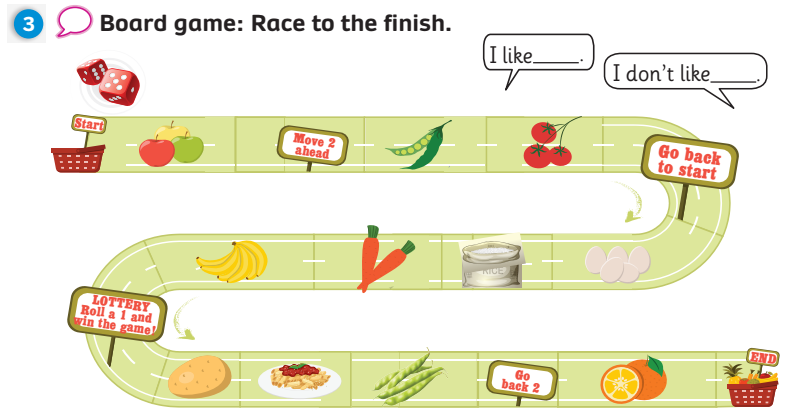 3 Board game: Race to the finish.
I like____.
I don't like____.
Start
Move 2
ahead
Go back
to start
RICE
LOTTERY
Roll a 1 and
win the game!
Go
back 2
END